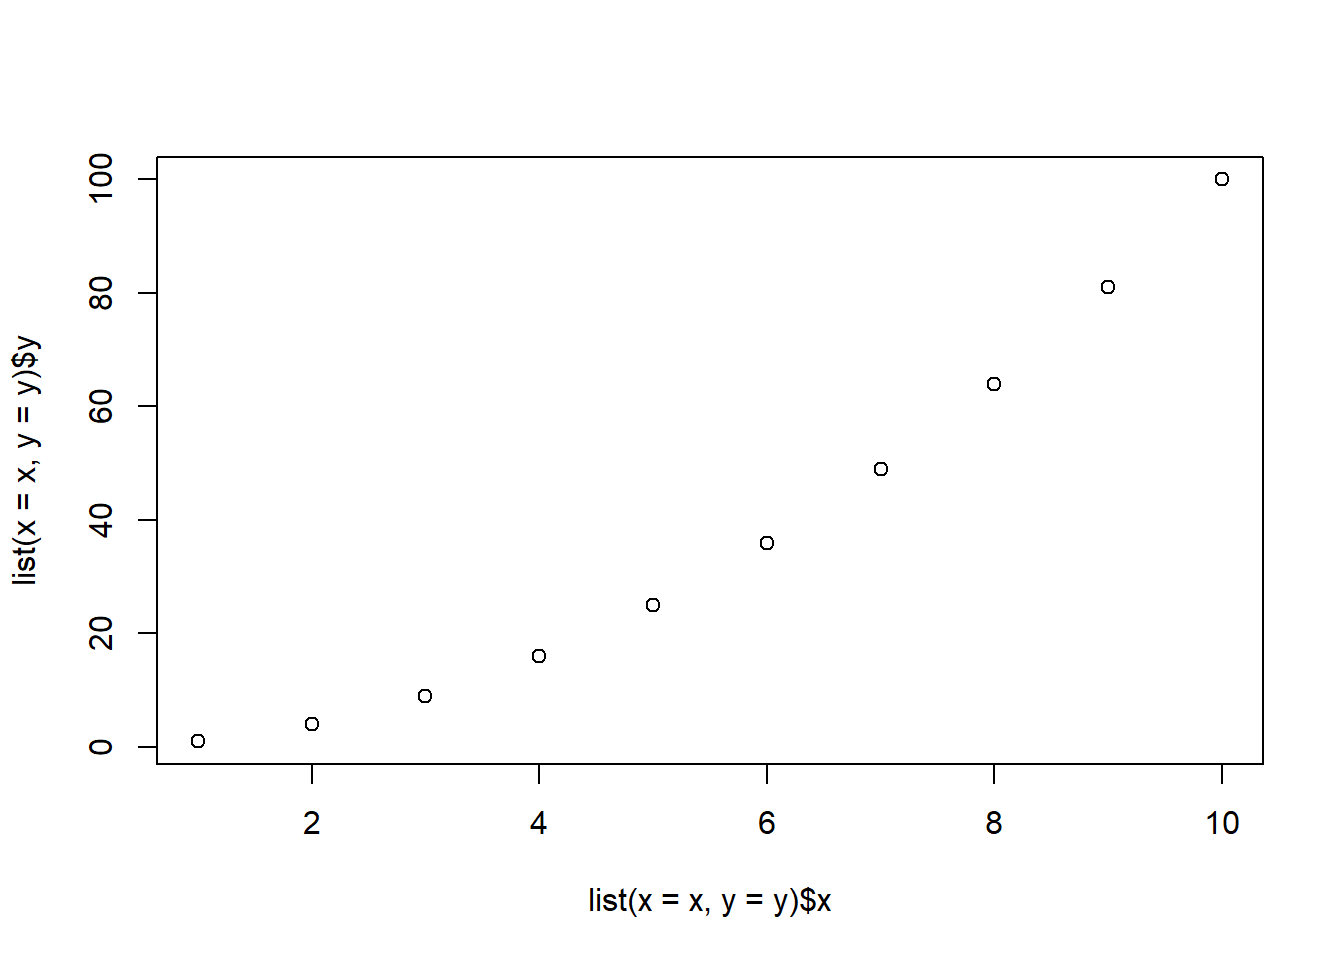 100
80
60
40
20
0
list(x = x, y = y)$y
2 4 6 8 10
list(x = x, y = y)$x